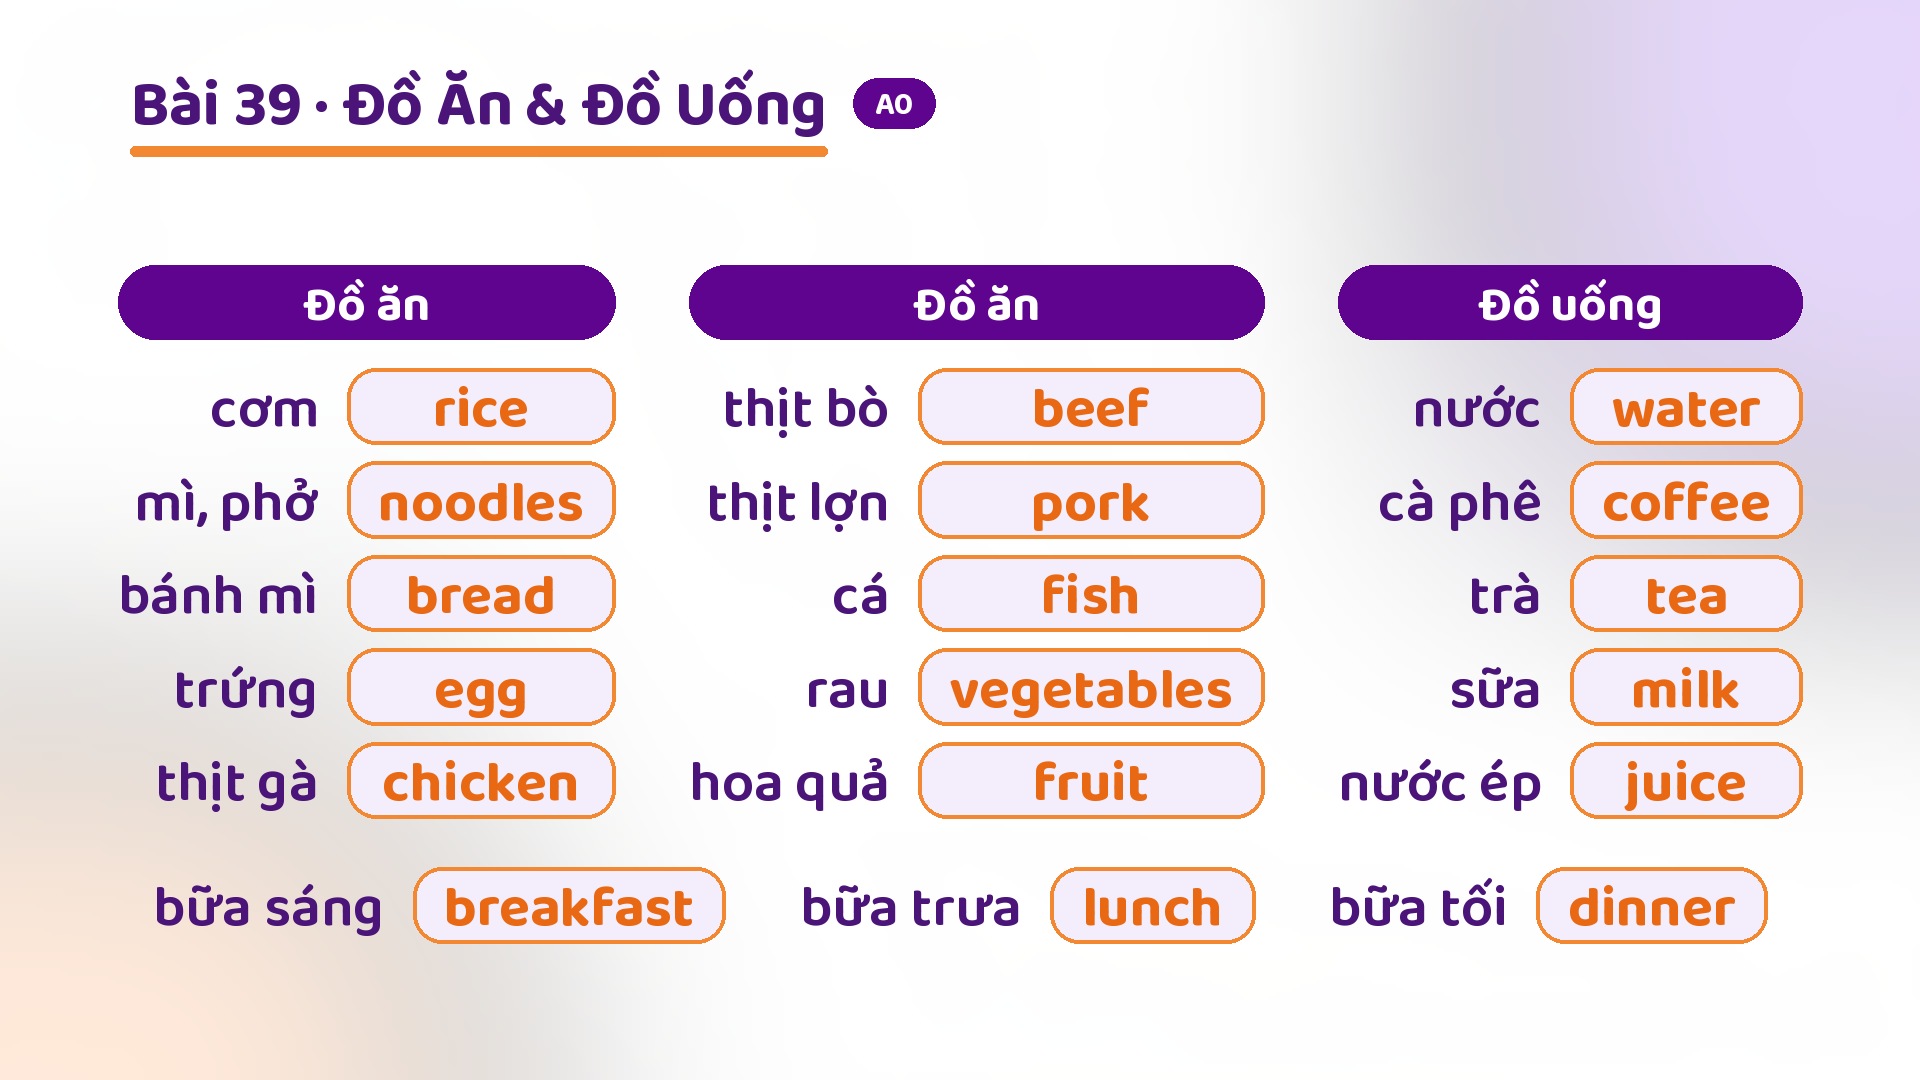 Bài 39 · Đồ Ăn & Đồ Uống A0
Đồ ăn Đồ ăn Đồ uống
cơm rice thịt bò beef nước water
mì, phở noodles thịt lợn pork cà phê coffee
bánh mì bread cá fish trà tea
trứng egg rau vegetables sữa milk
thịt gà chicken hoa quả fruit nước ép juice
bữa sáng breakfast bữa trưa lunch bữa tối dinner